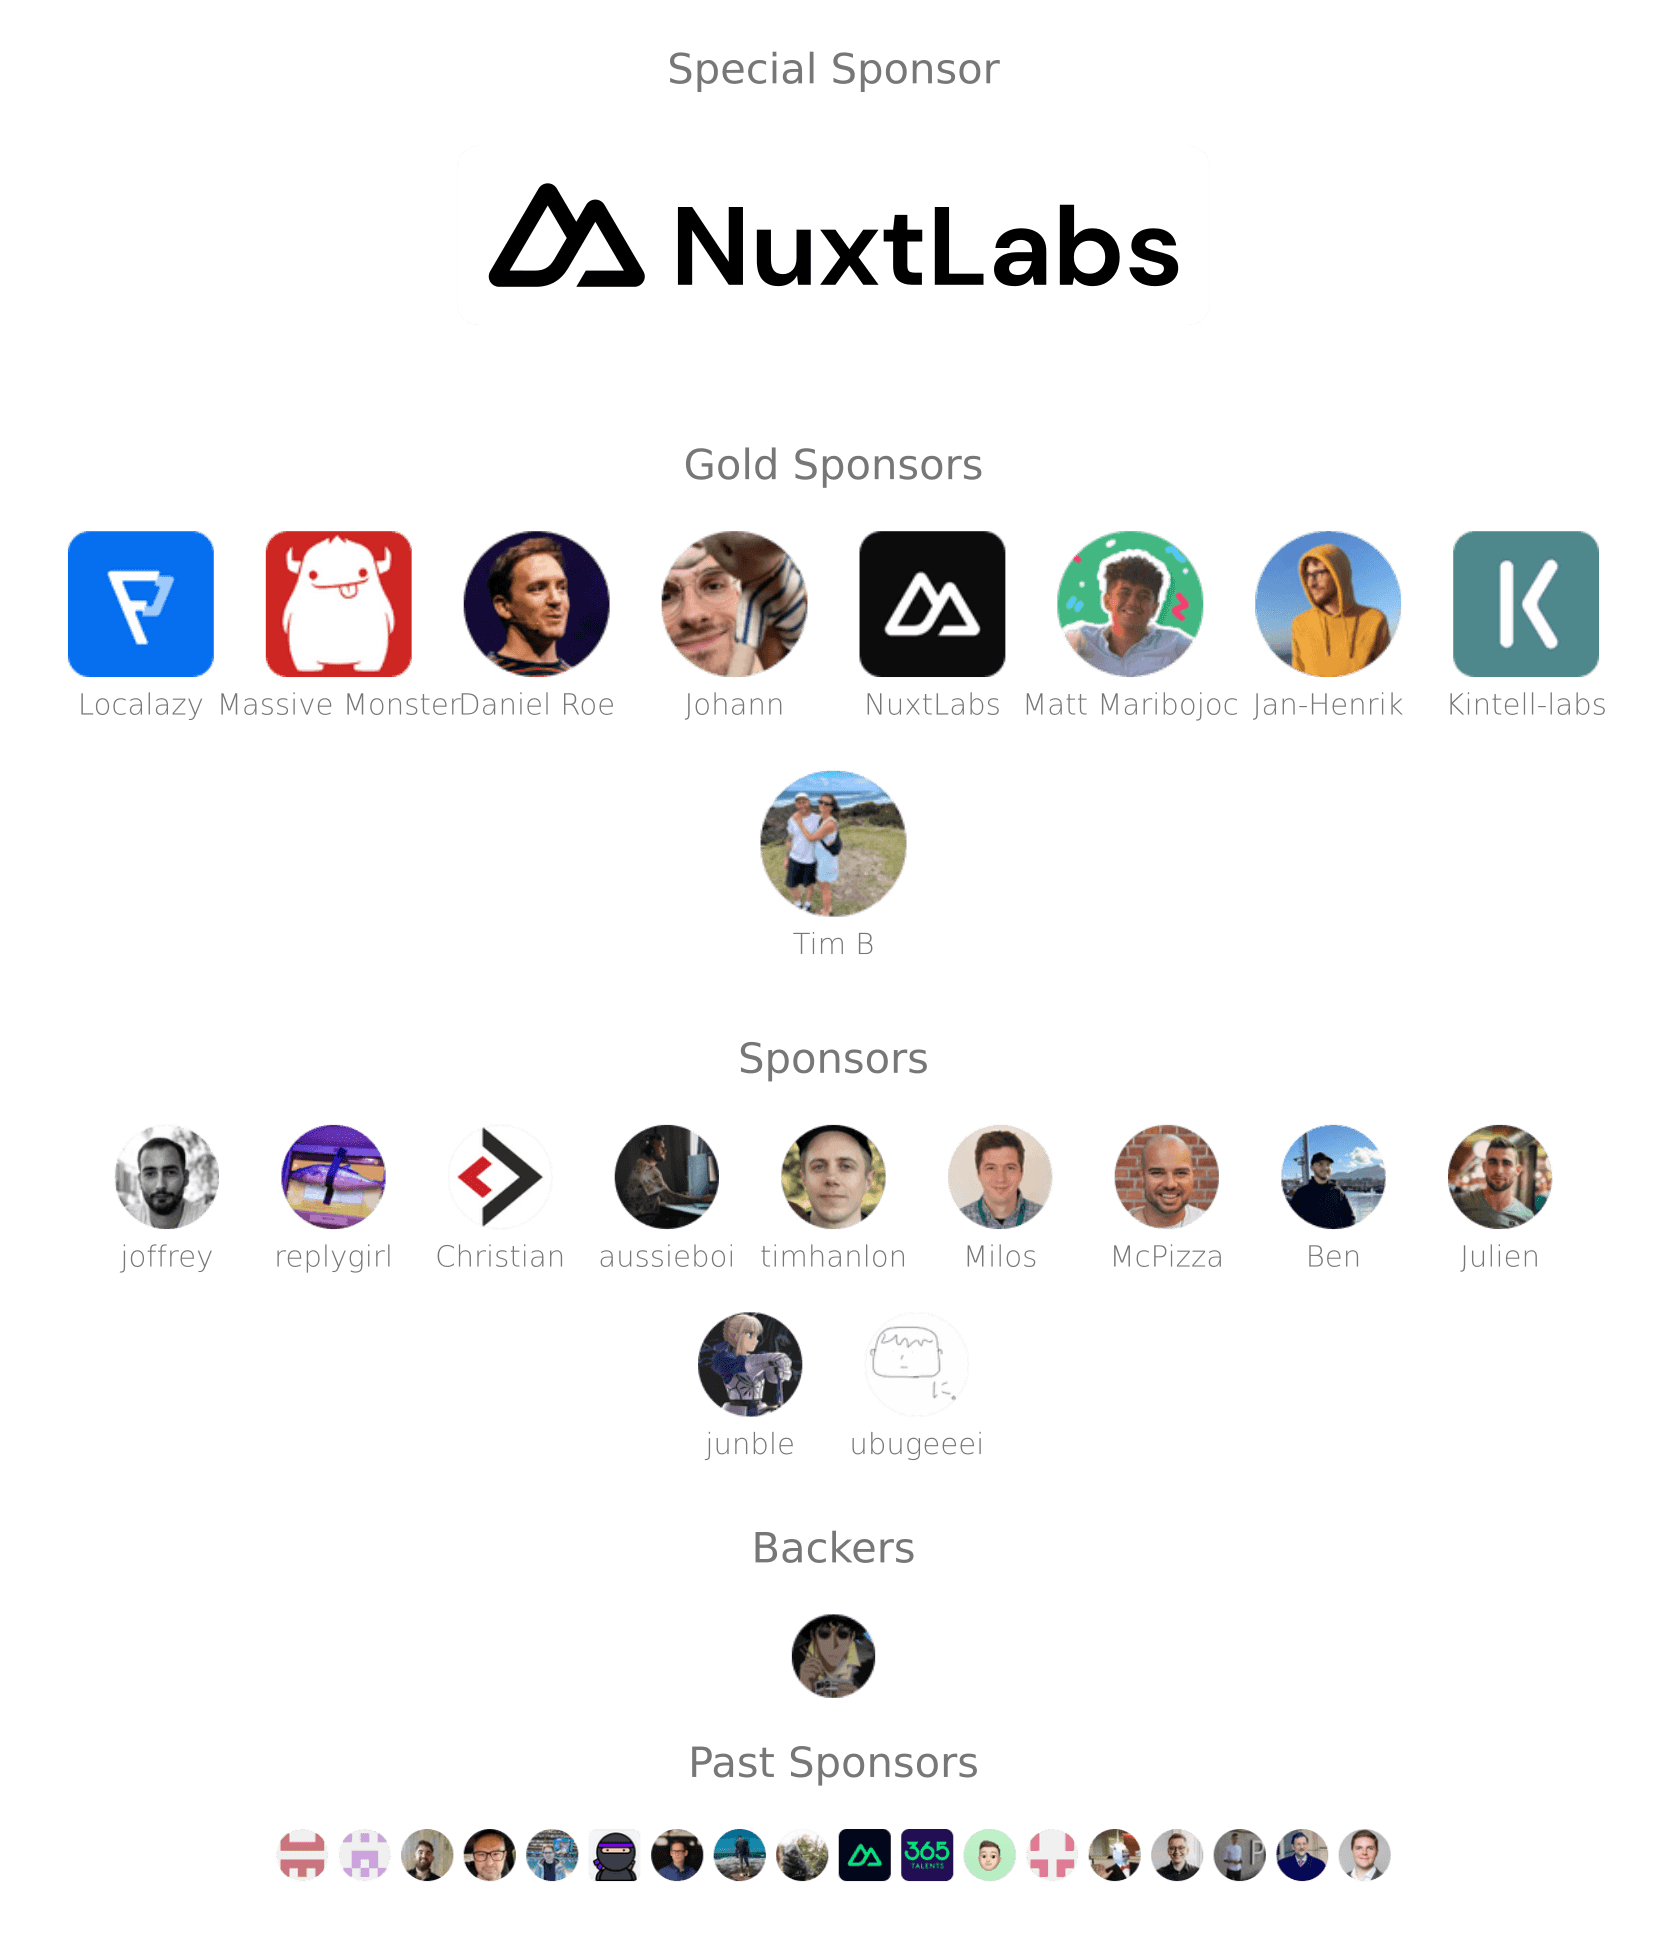 Special Sponsor
NuxtLabs
Gold Sponsors
Localazy Massive Monster Daniel Roe Johann NuxtLabs Matt Maribojoc Jan-Henrik Kintell-labs
Tim B
Sponsors
joffrey replygirl Christian aussieboi timhanlon Milos McPizza Ben Julien
junble ubugeeei
Backers
Past Sponsors
365
TALENTS